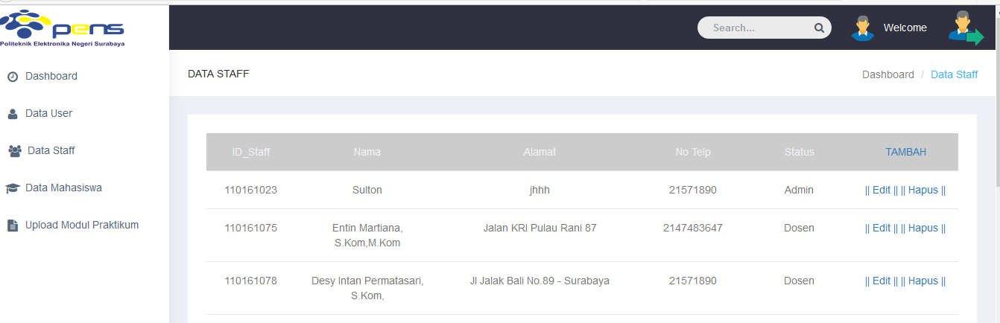 pens
Politeknik Elektronika Negeri Surabaya
Search...
Welcome
Dashboard
Data User
Data Staff
Data Mahasiswa
Upload Modul Praktikum
DATA STAFF
Dashboard / Data Staff
ID_Staff Nama Alamat No Telp Status TAMBAH
110161023 Sulton jhhh 21571890 Admin || Edit || || Hapus ||
110161075 Entin Martiana, Jalan KRI Pulau Rani 87 2147483647 Dosen || Edit || || Hapus ||
S.Kom,M.Kom
110161078 Desy Intan Permatasari, Jl Jalak Bali No.89 - Surabaya 21571890 Dosen || Edit || || Hapus ||
S.Kom,